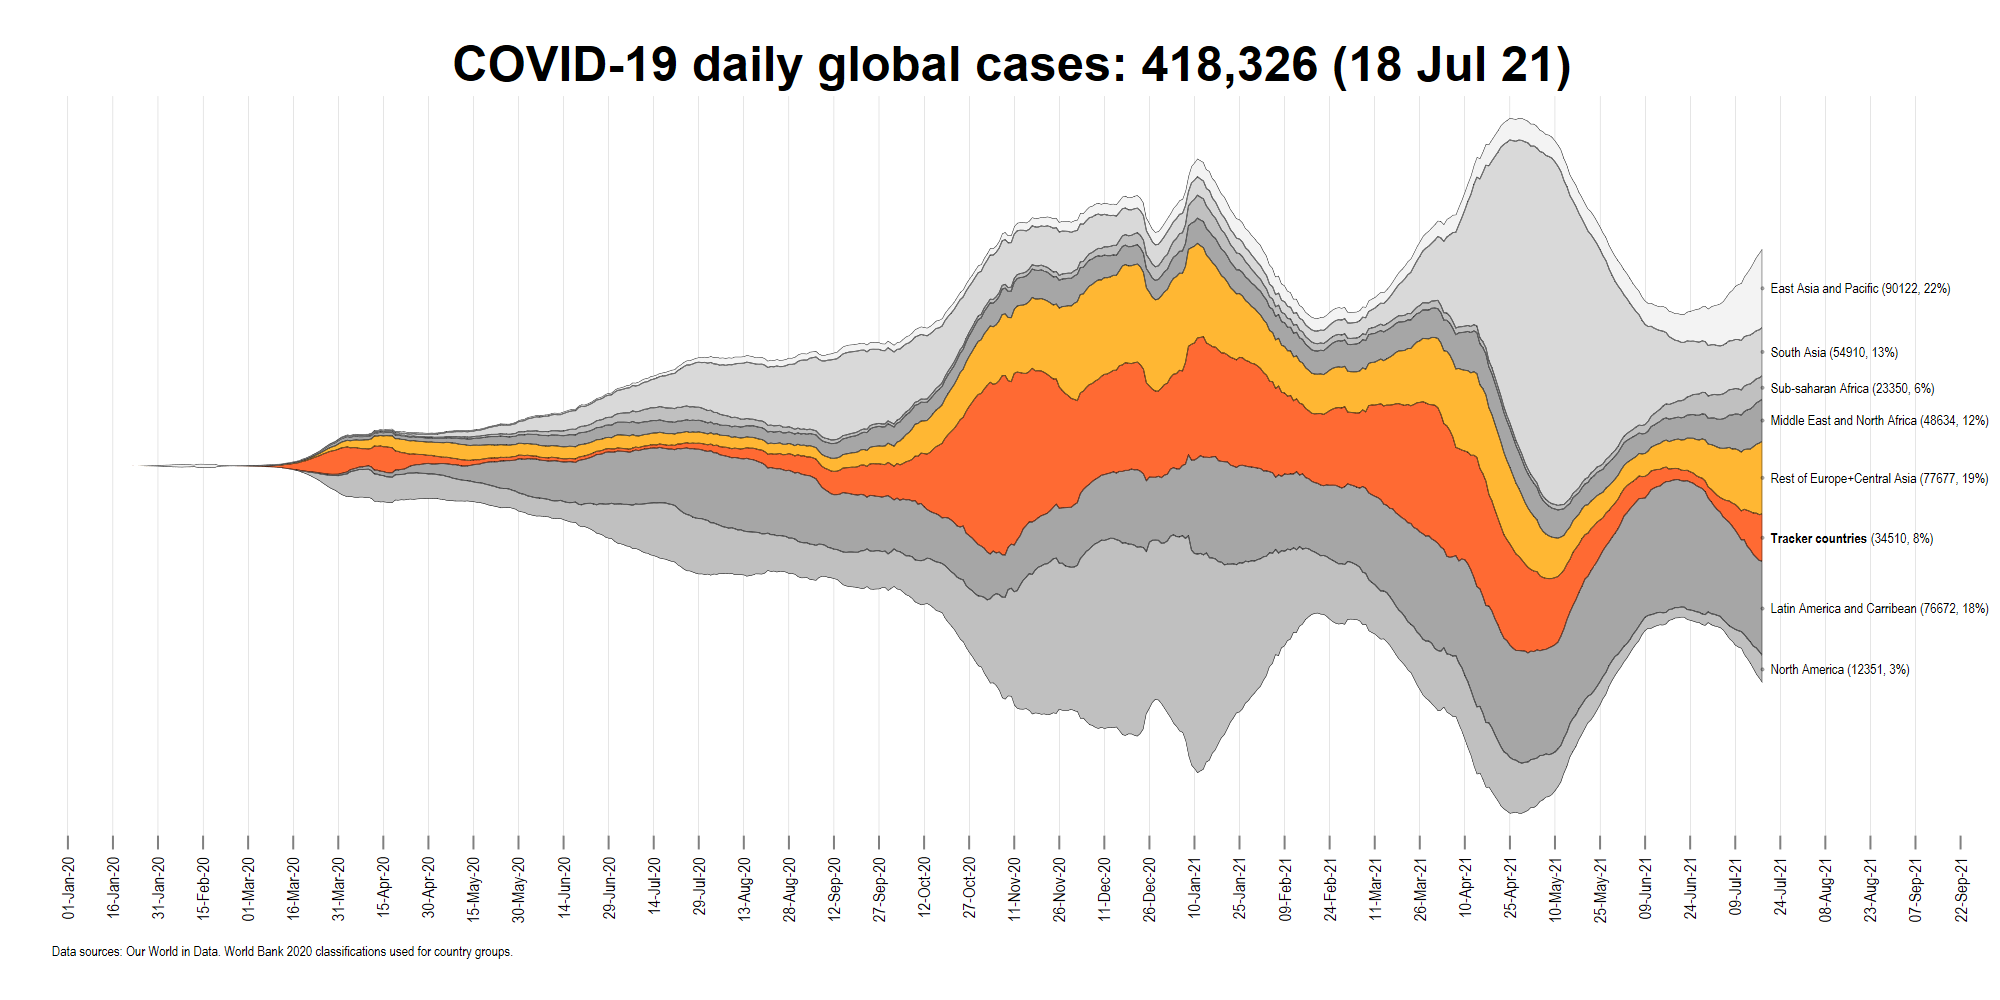 COVID-19 daily global cases: 418,326 (18 Jul 21)
East Asia and Pacific (90122, 22%)
South Asia (54910, 13%)
Sub-saharan Africa (23350, 6%)
Middle East and North Africa (48634, 12%)
Rest of Europe+Central Asia (77677, 19%)
Tracker countries (34510, 8%)
Latin America and Carribean (76672, 18%)
North America (12351, 3%)
01-Jan-20
16-Jan-20
31-Jan-20
15-Feb-20
01-Mar-20
16-Mar-20
31-Mar-20
15-Apr-20
30-Apr-20
15-May-20
30-May-20
14-Jun-20
29-Jun-20
14-Jul-20
29-Jul-20
13-Aug-20
28-Aug-20
12-Sep-20
27-Sep-20
12-Oct-20
27-Oct-20
11-Nov-20
26-Nov-20
11-Dec-20
26-Dec-20
10-Jan-21
25-Jan-21
09-Feb-21
24-Feb-21
11-Mar-21
26-Mar-21
10-Apr-21
25-Apr-21
10-May-21
25-May-21
09-Jun-21
24-Jun-21
09-Jul-21
24-Jul-21
08-Aug-21
23-Aug-21
07-Sep-21
22-Sep-21
Data sources: Our World in Data. World Bank 2020 classifications used for country groups.